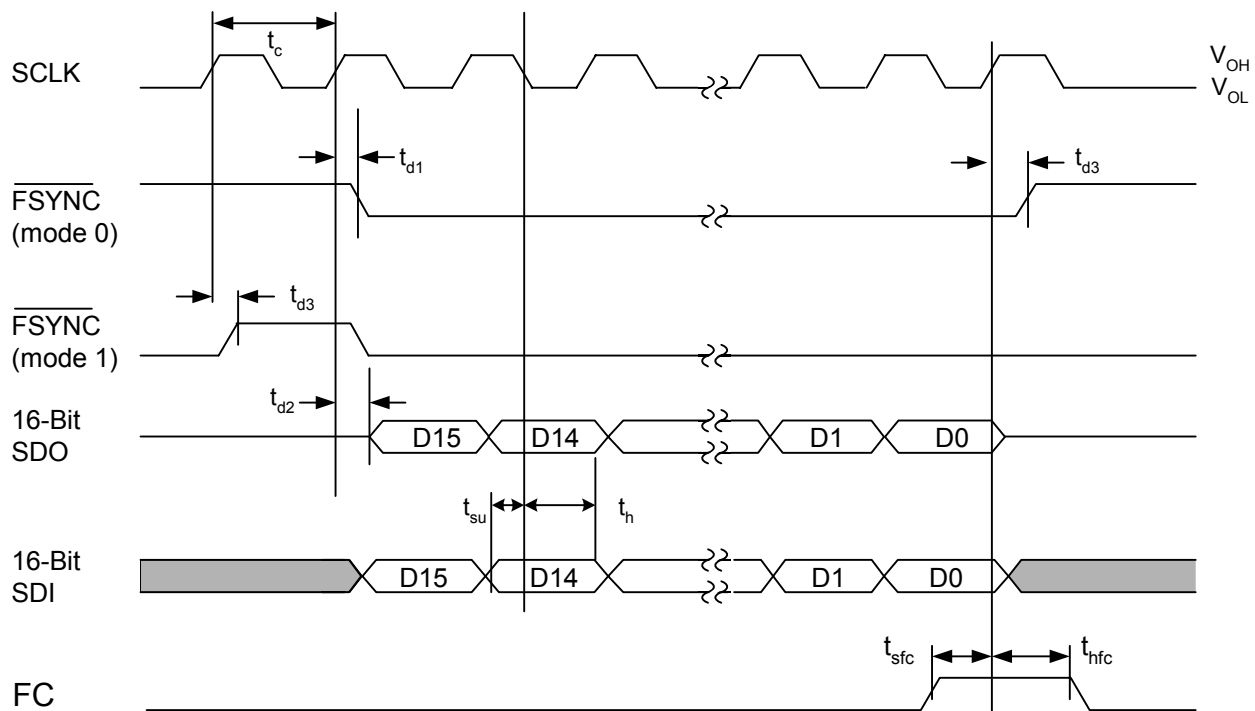 t_c
SCLK
V_OH
V_OL
t_d1
t_d3
FSYNC
(mode 0)
t_d3
FSYNC
(mode 1)
t_d2
16-Bit
SDO
D15 D14 D1 D0
t_su t_h
16-Bit
SDI
D15 D14 D1 D0
t_sfc t_hfc
FC